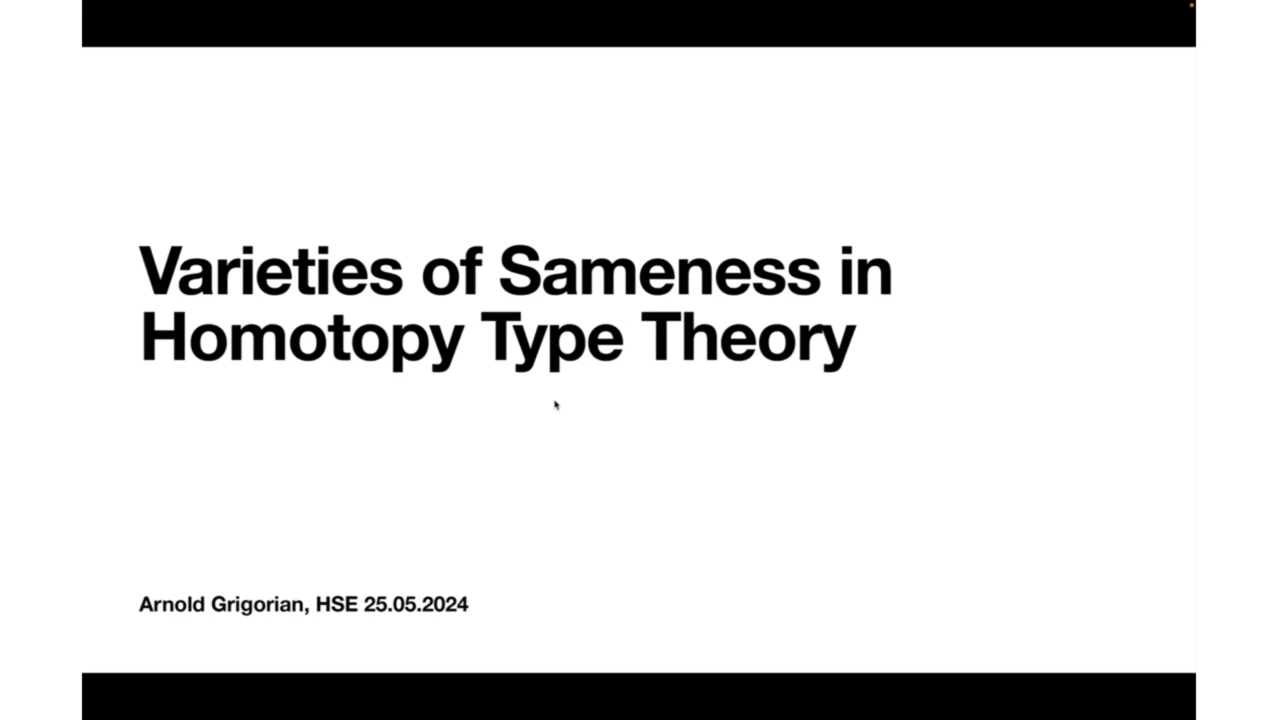 Varieties of Sameness in
Homotopy Type Theory
Arnold Grigorian, HSE 25.05.2024